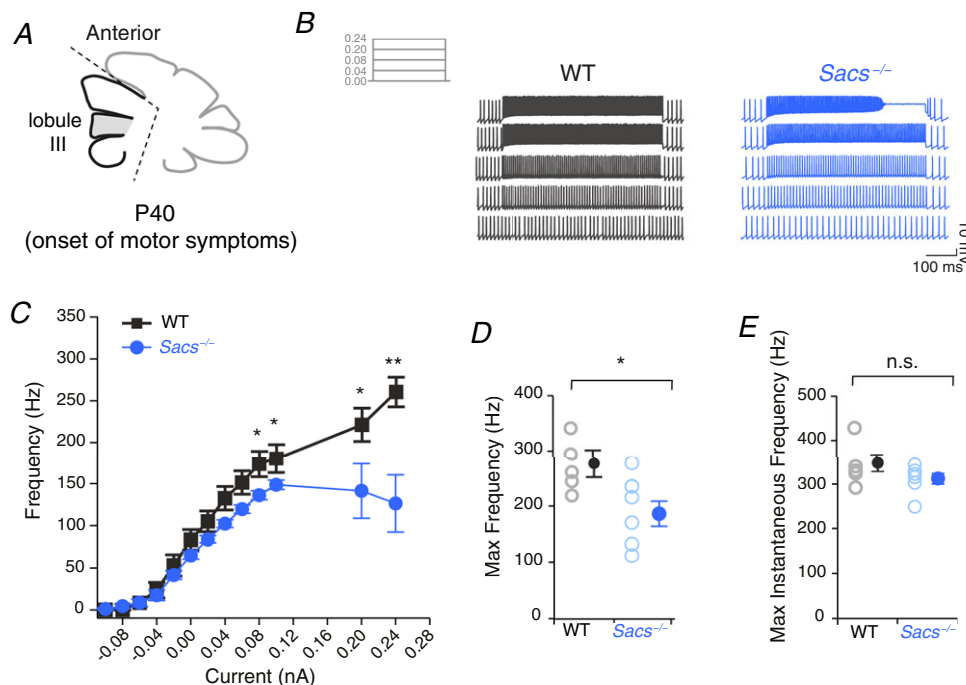 A
Anterior
lobule
III
P40
(onset of motor symptoms)
B
0.24
0.20
0.08
0.04
0.00
WT
Sacs–/–
100 ms
C
WT
Sacs–/–
Frequency (Hz)
350
300
250
200
150
100
50
0
* * * **
-0.08 -0.04 0.00 0.04 0.08 0.12 0.16 0.20 0.24 0.28
Current (nA)
D
*
Max Frequency (Hz)
400
300
200
100
0
WT Sacs–/–
E
n.s.
Max Instantaneous Frequency (Hz)
500
400
300
200
100
0
WT Sacs–/–